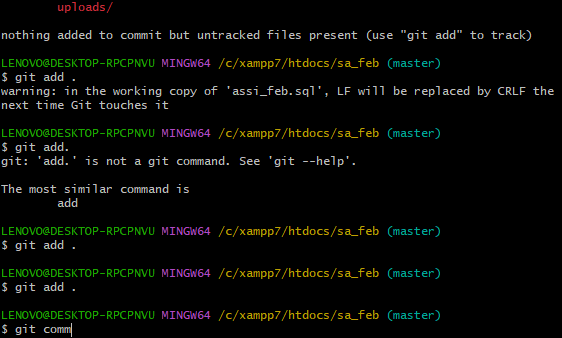 uploads/
nothing added to commit but untracked files present (use "git add" to track)
LENOVO@DESKTOP-RPCPNVU MINGW64 /c/xampp7/htdocs/sa_feb (master)
$ git add .
warning: in the working copy of 'assi_feb.sql', LF will be replaced by CRLF the
next time Git touches it
LENOVO@DESKTOP-RPCPNVU MINGW64 /c/xampp7/htdocs/sa_feb (master)
$ git add.
git: 'add.' is not a git command. See 'git --help'.
The most similar command is
add
LENOVO@DESKTOP-RPCPNVU MINGW64 /c/xampp7/htdocs/sa_feb (master)
$ git add .
LENOVO@DESKTOP-RPCPNVU MINGW64 /c/xampp7/htdocs/sa_feb (master)
$ git add .
LENOVO@DESKTOP-RPCPNVU MINGW64 /c/xampp7/htdocs/sa_feb (master)
$ git comm